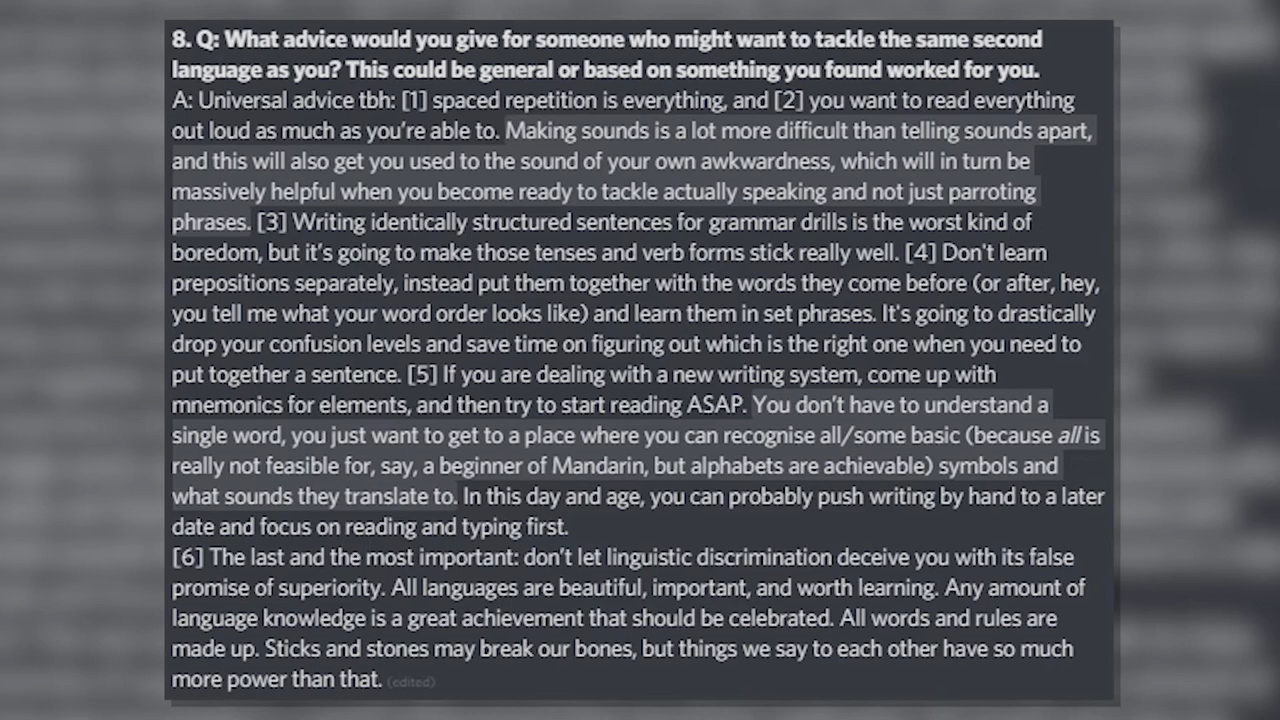 8. Q: What advice would you give for someone who might want to tackle the same second
language as you? This could be general or based on something you found worked for you.
A: Universal advice tbh: [1] spaced repetition is everything, and [2] you want to read everything
out loud as much as you're able to. Making sounds is a lot more difficult than telling sounds apart,
and this will also get you used to the sound of your own awkwardness, which will in turn be
massively helpful when you become ready to tackle actually speaking and not just parroting
phrases. [3] Writing identically structured sentences for grammar drills is the worst kind of
boredom, but it's going to make those tenses and verb forms stick really well. [4] Don't learn
prepositions separately, instead put them together with the words they come before (or after, hey,
you tell me what your word order looks like) and learn them in set phrases. It's going to drastically
drop your confusion levels and save time on figuring out which is the right one when you need to
put together a sentence. [5] If you are dealing with a new writing system, come up with
mnemonics for elements, and then try to start reading ASAP. You don't have to understand a
single word, you just want to get to a place where you can recognise all/some basic (because all is
really not feasible for, say, a beginner of Mandarin, but alphabets are achievable) symbols and
what sounds they translate to. In this day and age, you can probably push writing by hand to a later
date and focus on reading and typing first.
[6] The last and the most important: don't let linguistic discrimination deceive you with its false
promise of superiority. All languages are beautiful, important, and worth learning. Any amount of
language knowledge is a great achievement that should be celebrated. All words and rules are
made up. Sticks and stones may break our bones, but things we say to each other have so much
more power than that. (edited)